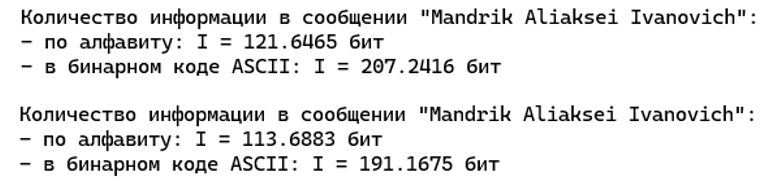 Количество информации в сообщении "Mandrik Aliaksei Ivanovich":
- по алфавиту: I = 121.6465 бит
- в бинарном коде ASCII: I = 207.2416 бит
Количество информации в сообщении "Mandrik Aliaksei Ivanovich":
- по алфавиту: I = 113.6883 бит
- в бинарном коде ASCII: I = 191.1675 бит